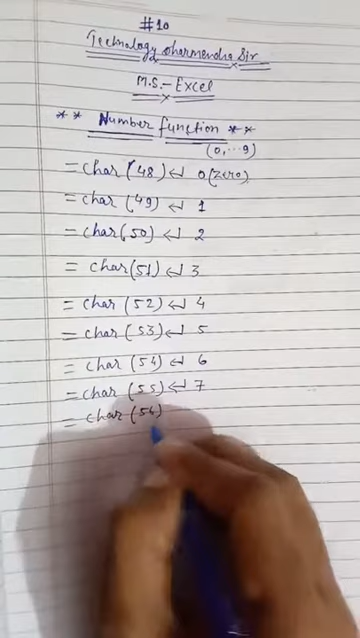 #10
Technology Dharmendra Sir
M.S.- Excel
** Number function **
(0,...9)
= char (48) ↵ 0 (zero)
= char (49) ↵ 1
= char(50) ↵ 2
= char(51) ↵ 3
= char (52) ↵ 4
= char (53) ↵ 5
= char (54) ↵ 6
= char (55) ↵ 7
= char (56)